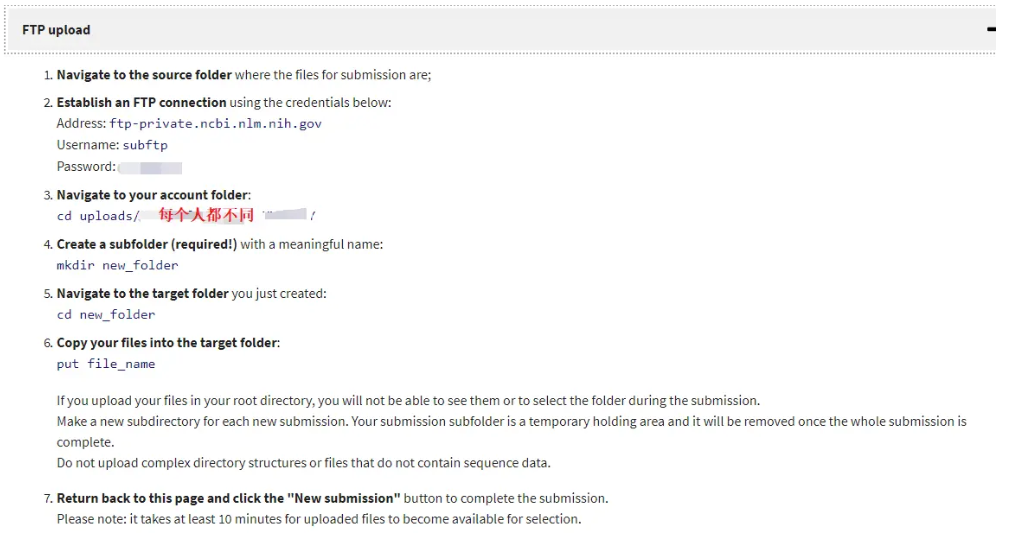 FTP upload
1. Navigate to the source folder where the files for submission are;
2. Establish an FTP connection using the credentials below:
Address: ftp-private.ncbi.nlm.nih.gov
Username: subftp
Password:
3. Navigate to your account folder:
cd uploads/ 每个人都不同 /
4. Create a subfolder (required!) with a meaningful name:
mkdir new_folder
5. Navigate to the target folder you just created:
cd new_folder
6. Copy your files into the target folder:
put file_name
If you upload your files in your root directory, you will not be able to see them or to select the folder during the submission.
Make a new subdirectory for each new submission. Your submission subfolder is a temporary holding area and it will be removed once the whole submission is
complete.
Do not upload complex directory structures or files that do not contain sequence data.
7. Return back to this page and click the "New submission" button to complete the submission.
Please note: it takes at least 10 minutes for uploaded files to become available for selection.